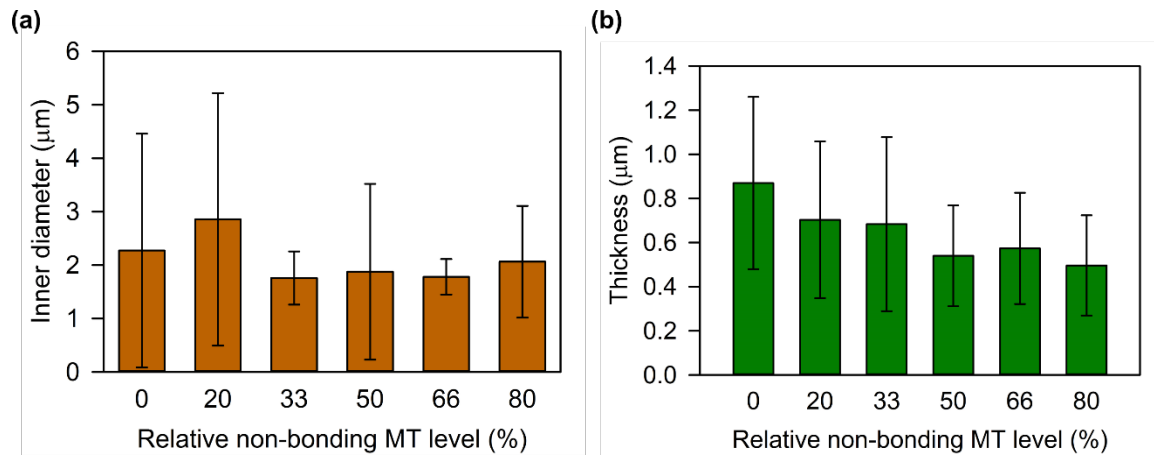 (a)
6
5
4
3
2
1
0
Inner diameter (μm)
0 20 33 50 66 80
Relative non-bonding MT level (%)
(b)
1.4
1.2
1.0
0.8
0.6
0.4
0.2
0.0
Thickness (μm)
0 20 33 50 66 80
Relative non-bonding MT level (%)